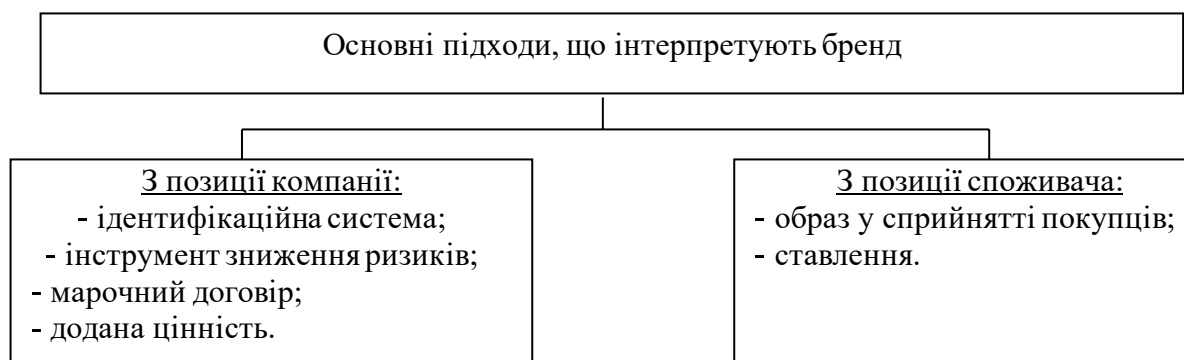 Основні підходи, що інтерпретують бренд
З позиції компанії:
- ідентифікаційна система;
- інструмент зниження ризиків;
- марочний договір;
- додана цінність.
З позиції споживача:
- образ у сприйнятті покупців;
- ставлення.